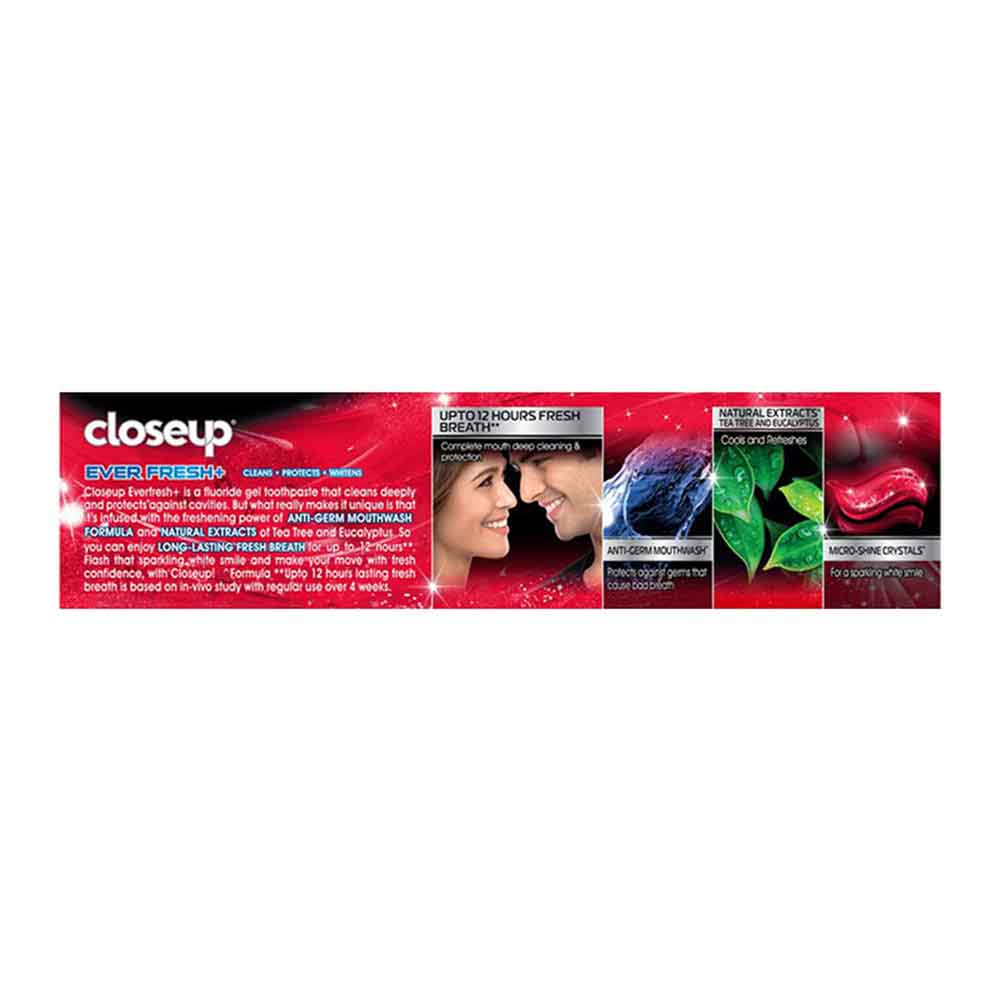 closeup®
EVER FRESH+
CLEANS • PROTECTS • WHITENS
Closeup Everfresh+ is a fluoride gel toothpaste that cleans deeply
and protects against cavities. But what really makes it unique is that
it's infused with the freshening power of ANTI-GERM MOUTHWASH
FORMULA and NATURAL EXTRACTS of Tea Tree and Eucalyptus. So
you can enjoy LONG-LASTING FRESH BREATH for up to 12 hours**.
Flash that sparkling white smile and make your move with fresh
confidence, with Closeup! ^Formula **Upto 12 hours lasting fresh
breath is based on in-vivo study with regular use over 4 weeks.
UPTO 12 HOURS FRESH
BREATH**
Complete mouth deep cleaning &
protection
ANTI-GERM MOUTHWASH^
Protects against germs that
cause bad breath
NATURAL EXTRACTS^
TEA TREE AND EUCALYPTUS
Cools and Refreshes
MICRO-SHINE CRYSTALS^
For a sparkling white smile